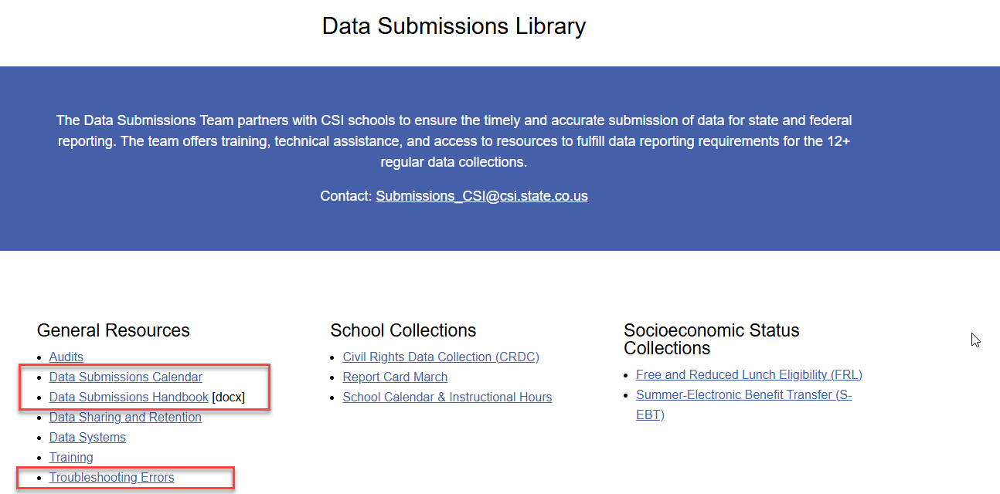 Data Submissions Library
The Data Submissions Team partners with CSI schools to ensure the timely and accurate submission of data for state and federal
reporting. The team offers training, technical assistance, and access to resources to fulfill data reporting requirements for the 12+
regular data collections.
Contact: Submissions_CSI@csi.state.co.us
General Resources
Audits
Data Submissions Calendar
Data Submissions Handbook [docx]
Data Sharing and Retention
Data Systems
Training
Troubleshooting Errors
School Collections
Civil Rights Data Collection (CRDC)
Report Card March
School Calendar & Instructional Hours
Socioeconomic Status
Collections
Free and Reduced Lunch Eligibility (FRL)
Summer-Electronic Benefit Transfer (S-
EBT)